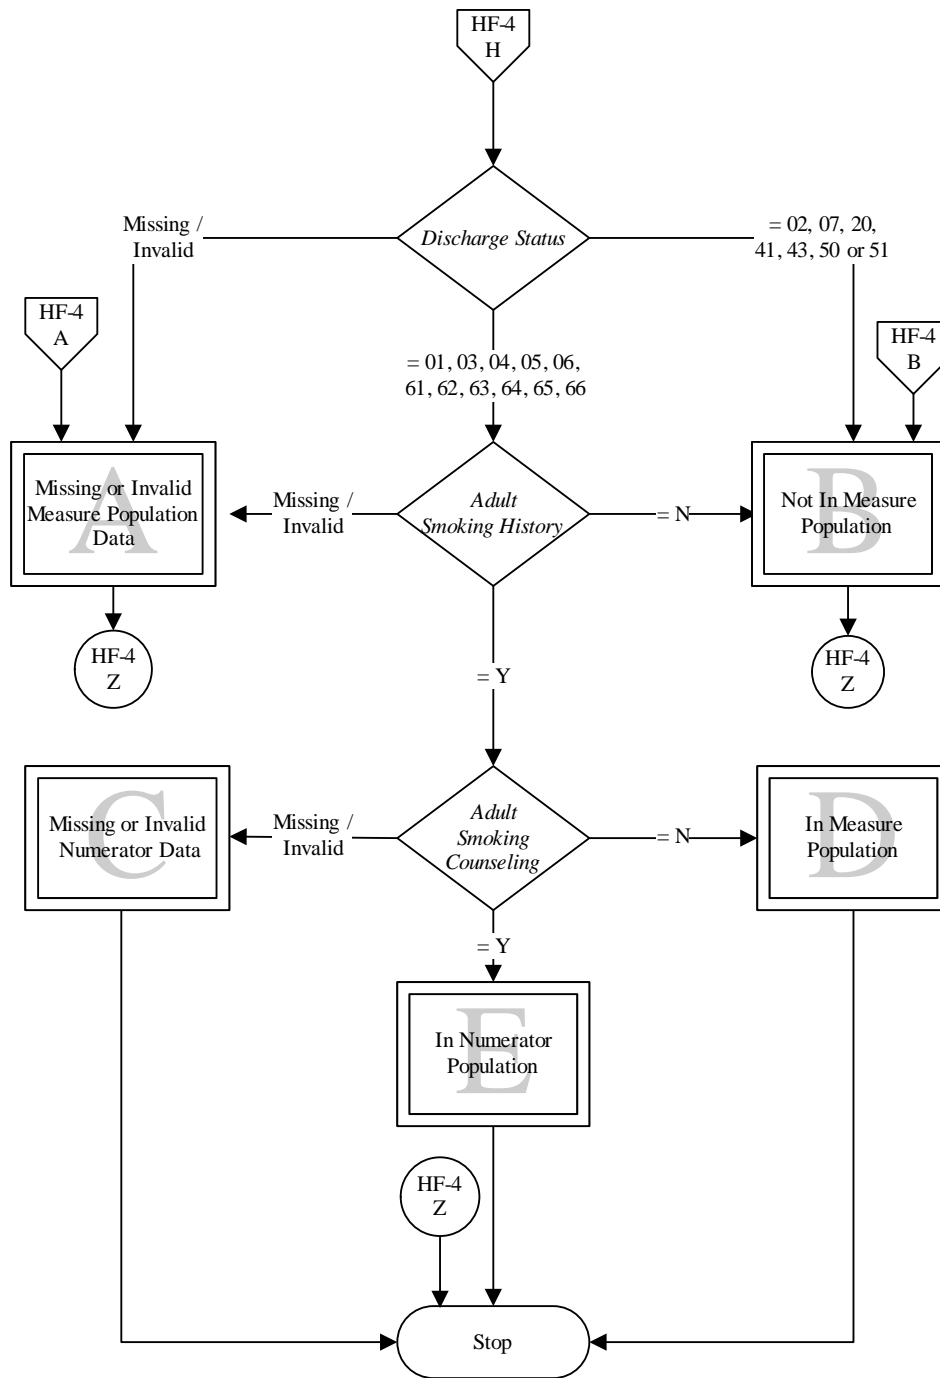 HF-4
H
Discharge Status
Missing /
Invalid
= 02, 07, 20,
41, 43, 50 or 51
HF-4
A
HF-4
B
= 01, 03, 04, 05, 06,
61, 62, 63, 64, 65, 66
A
Missing or Invalid
Measure Population
Data
Missing /
Invalid
Adult
Smoking History
= N
B
Not In Measure
Population
HF-4
Z
HF-4
Z
= Y
C
Missing or Invalid
Numerator Data
Missing /
Invalid
Adult
Smoking
Counseling
= N
D
In Measure
Population
= Y
E
In Numerator
Population
HF-4
Z
Stop